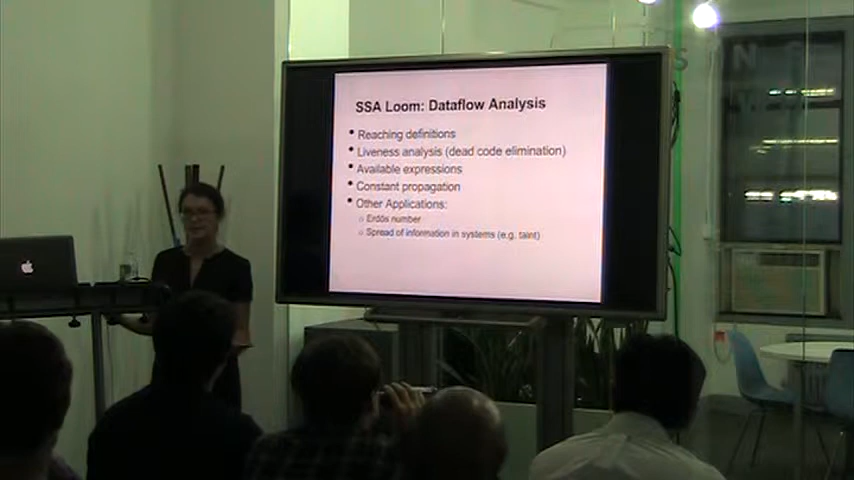 SSA Loom: Dataflow Analysis
• Reaching definitions
• Liveness analysis (dead code elimination)
• Available expressions
• Constant propagation
• Other Applications:
○ Erdös number
○ Spread of information in systems (e.g. taint)